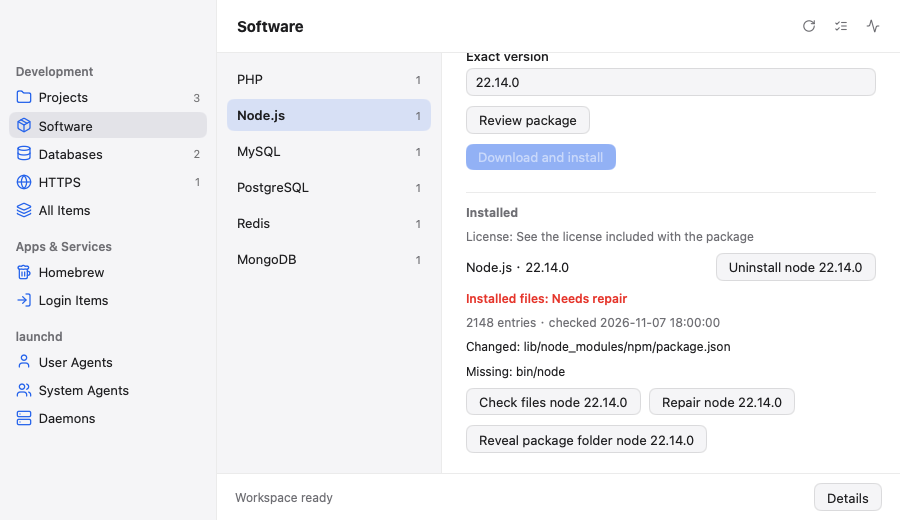 Software
Development
Projects 3
Software
Databases 2
HTTPS 1
All Items
Apps & Services
Homebrew
Login Items
launchd
User Agents
System Agents
Daemons
PHP 1
Node.js 1
MySQL 1
PostgreSQL 1
Redis 1
MongoDB 1
Exact version
22.14.0
Review package
Download and install
Installed
License: See the license included with the package
Node.js · 22.14.0
Uninstall node 22.14.0
Installed files: Needs repair
2148 entries · checked 2026-11-07 18:00:00
Changed: lib/node_modules/npm/package.json
Missing: bin/node
Check files node 22.14.0
Repair node 22.14.0
Reveal package folder node 22.14.0
Workspace ready
Details